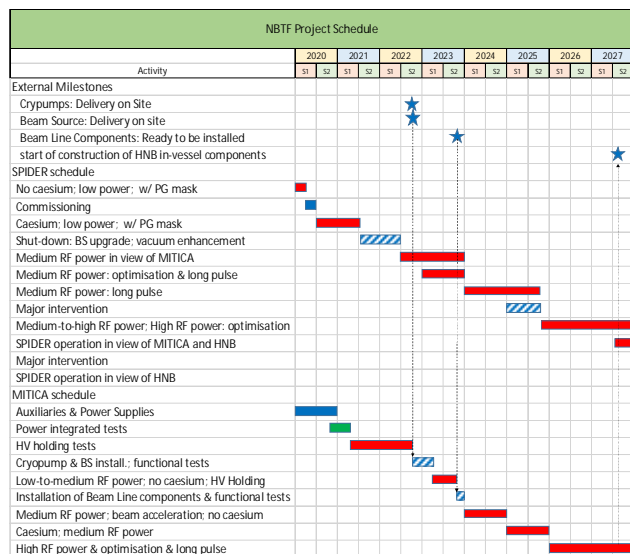 NBTF Project Schedule
2020 2021 2022 2023 2024 2025 2026 2027
Activity S1 S2 S1 S2 S1 S2 S1 S2 S1 S2 S1 S2 S1 S2 S1 S2
External Milestones
Crypumps: Delivery on Site
Beam Source: Delivery on site
Beam Line Components: Ready to be installed
start of construction of HNB in-vessel components
SPIDER schedule
No caesium; low power; w/ PG mask
Commissioning
Caesium; low power; w/ PG mask
Shut-down: BS upgrade; vacuum enhancement
Medium RF power in view of MITICA
Medium RF power: optimisation & long pulse
Medium RF power: long pulse
Major intervention
Medium-to-high RF power; High RF power: optimisation
SPIDER operation in view of MITICA and HNB
Major intervention
SPIDER operation in view of HNB
MITICA schedule
Auxiliaries & Power Supplies
Power integrated tests
HV holding tests
Cryopump & BS install.; functional tests
Low-to-medium RF power; no caesium; HV Holding
Installation of Beam Line components & functional tests
Medium RF power; beam acceleration; no caesium
Caesium; medium RF power
High RF power & optimisation & long pulse